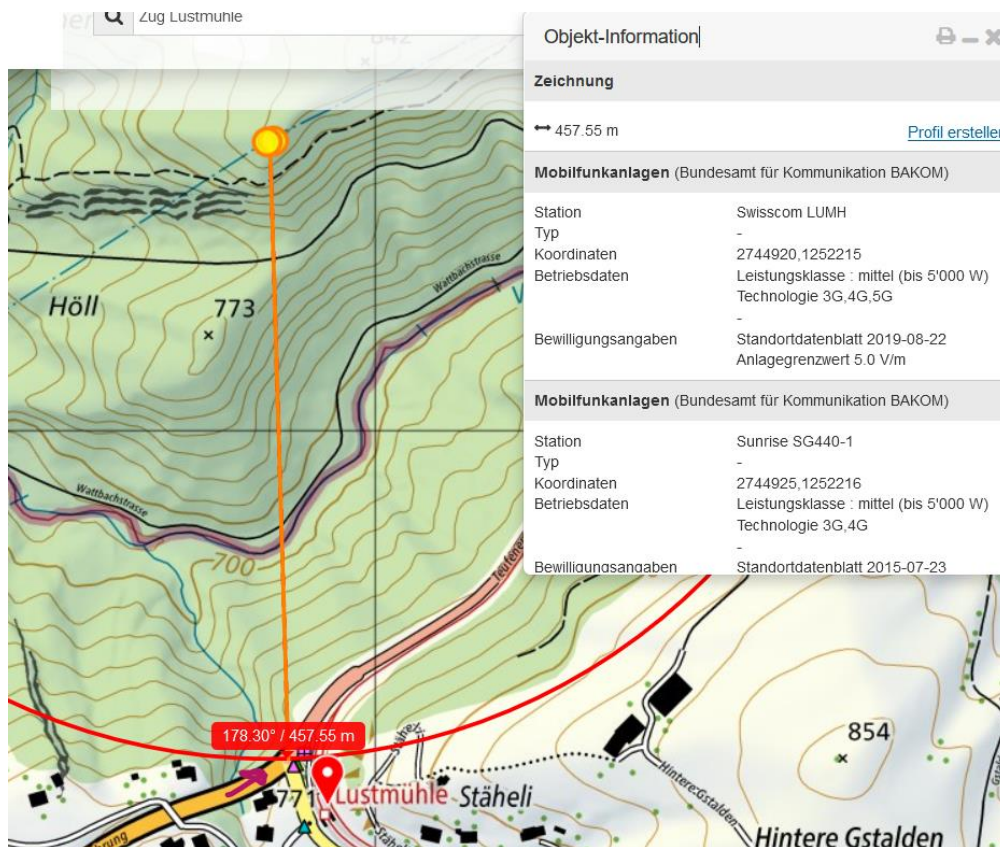 Zug Lustmühle
Objekt-Information
Zeichnung
457.55 m
Profil erstellen
Mobilfunkanlagen (Bundesamt für Kommunikation BAKOM)
Station Swisscom LUMH
Typ -
Koordinaten 2744920,1252215
Betriebsdaten Leistungsklasse : mittel (bis 5'000 W)
Technologie 3G,4G,5G
-
Bewilligungsangaben Standortdatenblatt 2019-08-22
Anlagegrenzwert 5.0 V/m
Mobilfunkanlagen (Bundesamt für Kommunikation BAKOM)
Station Sunrise SG440-1
Typ -
Koordinaten 2744925,1252216
Betriebsdaten Leistungsklasse : mittel (bis 5'000 W)
Technologie 3G,4G
-
Bewilligungsangaben Standortdatenblatt 2015-07-23
842
Wattbachstrasse
Höll
773
Wattbachstrasse
700
Teufener
178.30° / 457.55 m
854
771
Lustmühle
Stäheli
Hintere Gstalden
Hintere Gstalden